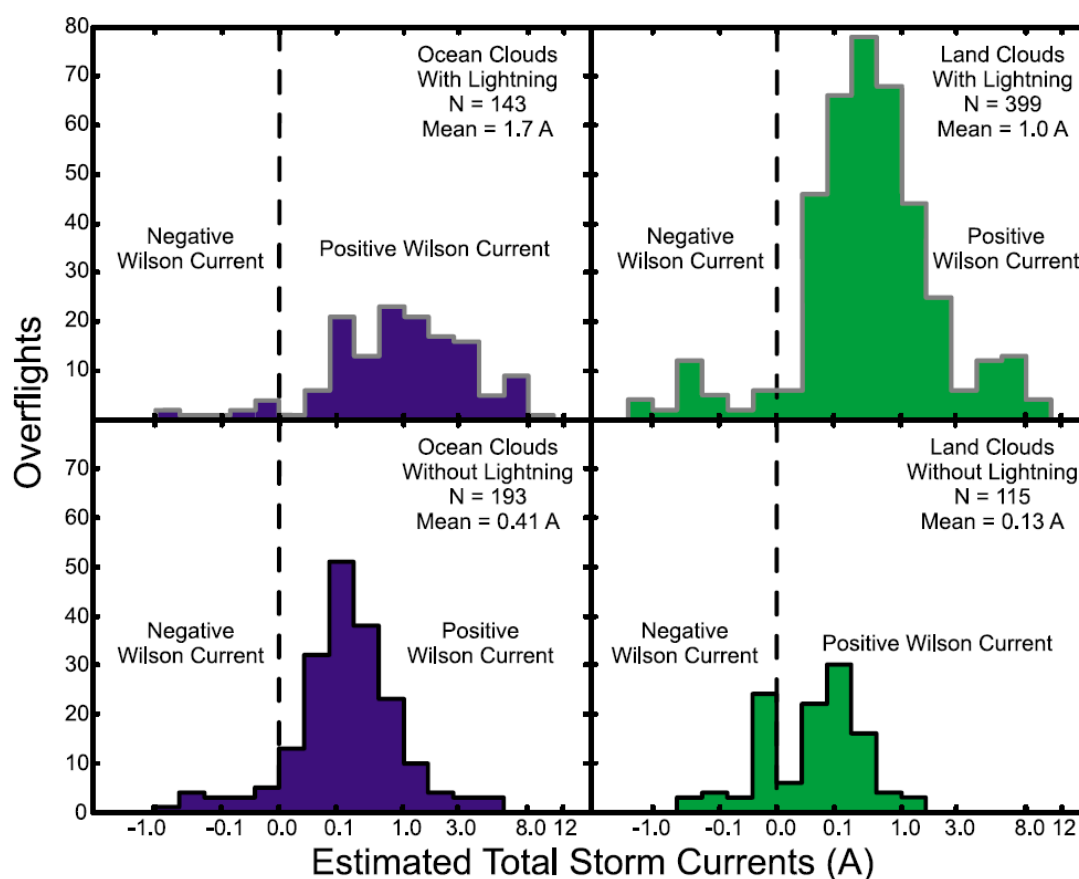 Overflights
80
70
60
50
40
30
20
10
Ocean Clouds
With Lightning
N = 143
Mean = 1.7 A
Negative
Wilson Current
Positive Wilson Current
Land Clouds
With Lightning
N = 399
Mean = 1.0 A
Negative
Wilson Current
Positive
Wilson Current
70
60
50
40
30
20
10
0
Ocean Clouds
Without Lightning
N = 193
Mean = 0.41 A
Negative
Wilson Current
Positive
Wilson Current
Land Clouds
Without Lightning
N = 115
Mean = 0.13 A
Negative
Wilson Current
Positive Wilson Current
-1.0 -0.1 0.0 0.1 1.0 3.0 8.0 12
-1.0 -0.1 0.0 0.1 1.0 3.0 8.0 12
Estimated Total Storm Currents (A)